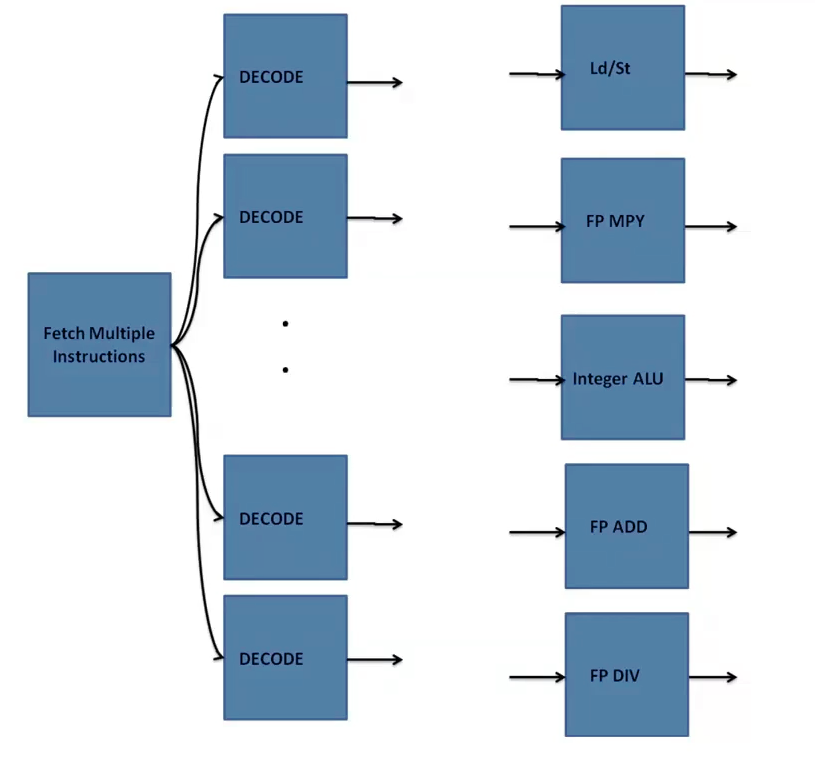 Fetch Multiple
Instructions
DECODE
DECODE
DECODE
DECODE
Ld/St
FP MPY
Integer ALU
FP ADD
FP DIV